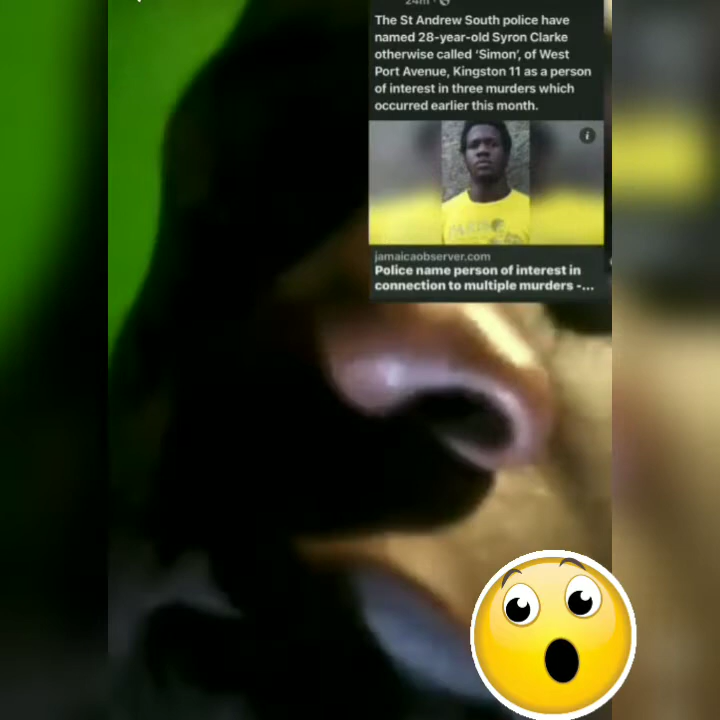 The St Andrew South police have
named 28-year-old Syron Clarke
otherwise called ‘Simon’, of West
Port Avenue, Kingston 11 as a person
of interest in three murders which
occurred earlier this month.
jamaicaobserver.com
Police name person of interest in
connection to multiple murders -...